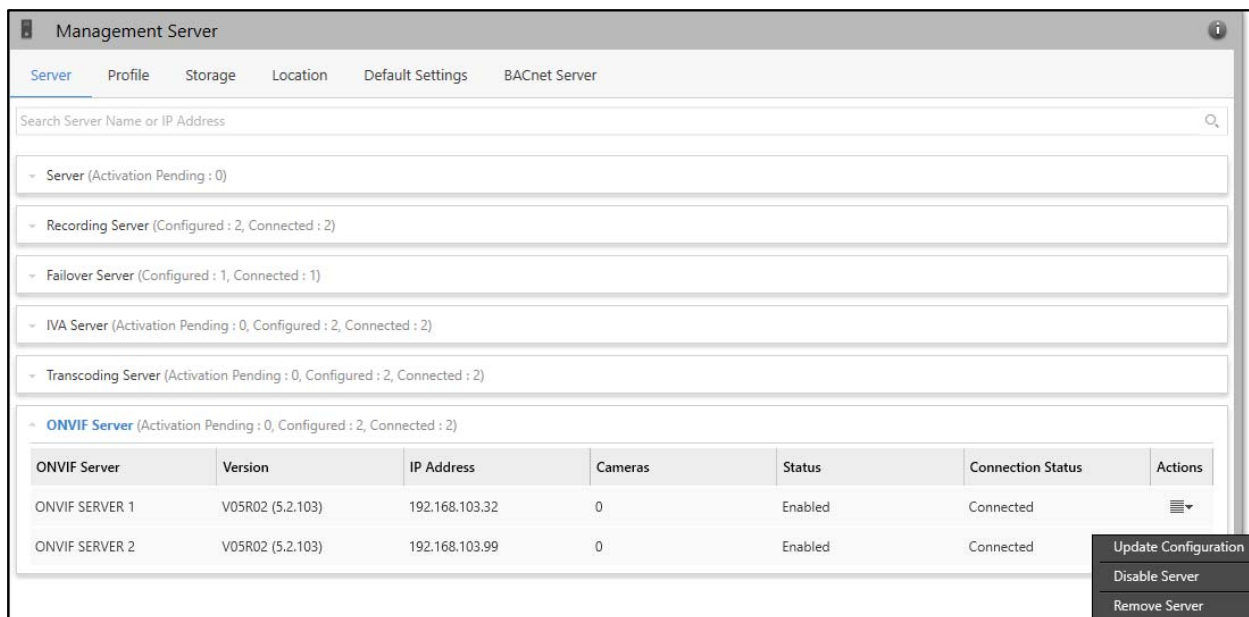 Management Server
Server Profile Storage Location Default Settings BACnet Server
Search Server Name or IP Address
Server (Activation Pending : 0)
Recording Server (Configured : 2, Connected : 2)
Failover Server (Configured : 1, Connected : 1)
IVA Server (Activation Pending : 0, Configured : 2, Connected : 2)
Transcoding Server (Activation Pending : 0, Configured : 2, Connected : 2)
ONVIF Server (Activation Pending : 0, Configured : 2, Connected : 2)
ONVIF Server Version IP Address Cameras Status Connection Status Actions
ONVIF SERVER 1 V05R02 (5.2.103) 192.168.103.32 0 Enabled Connected
ONVIF SERVER 2 V05R02 (5.2.103) 192.168.103.99 0 Enabled Connected
Update Configuration
Disable Server
Remove Server